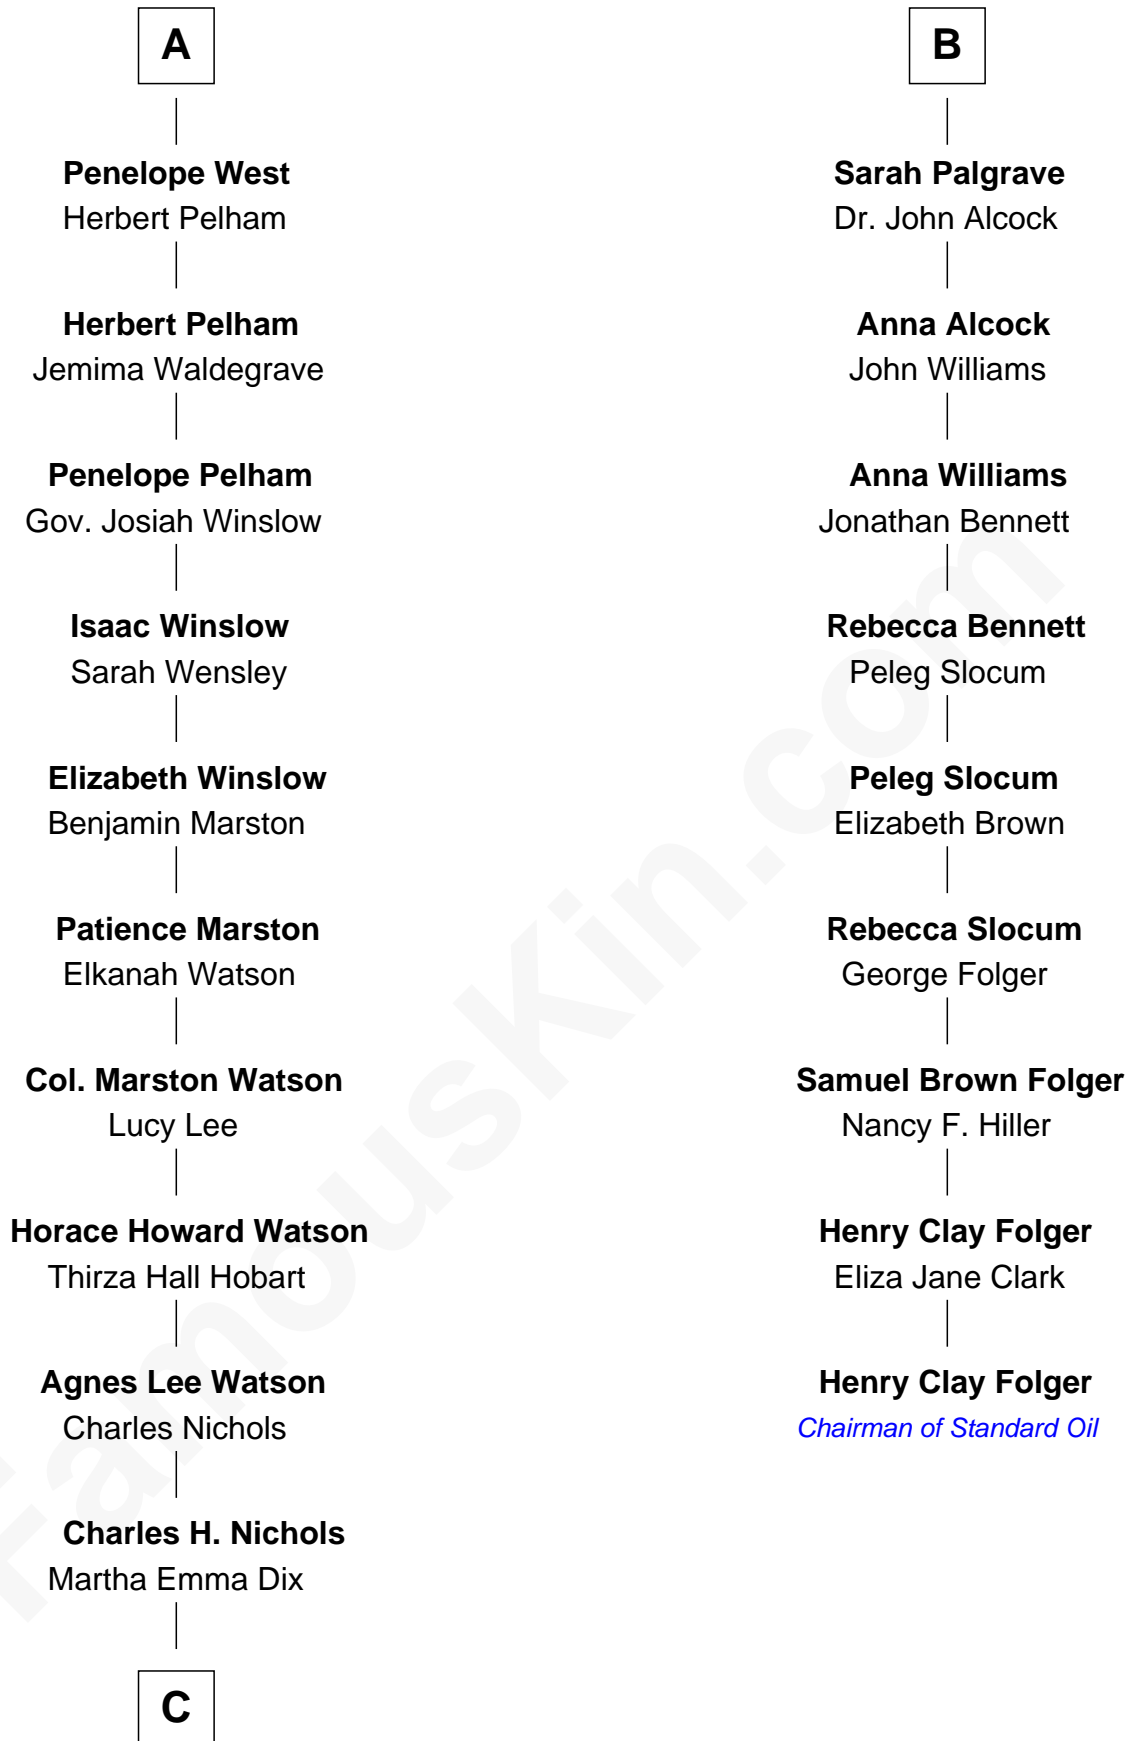 A
Penelope West
Herbert Pelham
Herbert Pelham
Jemima Waldegrave
Penelope Pelham
Gov. Josiah Winslow
Isaac Winslow
Sarah Wensley
Elizabeth Winslow
Benjamin Marston
Patience Marston
Elkanah Watson
Col. Marston Watson
Lucy Lee
Horace Howard Watson
Thirza Hall Hobart
Agnes Lee Watson
Charles Nichols
Charles H. Nichols
Martha Emma Dix
C
B
Sarah Palgrave
Dr. John Alcock
Anna Alcock
John Williams
Anna Williams
Jonathan Bennett
Rebecca Bennett
Peleg Slocum
Peleg Slocum
Elizabeth Brown
Rebecca Slocum
George Folger
Samuel Brown Folger
Nancy F. Hiller
Henry Clay Folger
Eliza Jane Clark
Henry Clay Folger
Chairman of Standard Oil
FamousKin.com